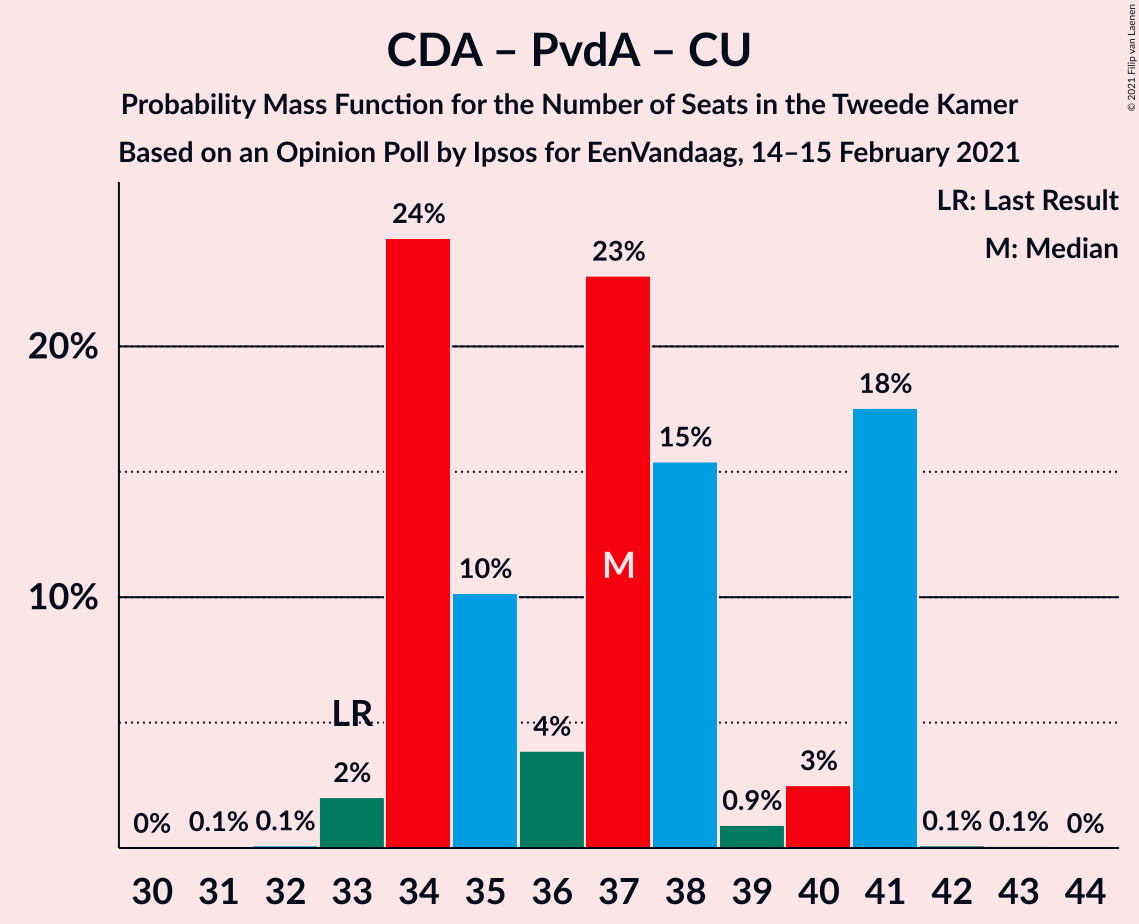 CDA – PvdA – CU
Probability Mass Function for the Number of Seats in the Tweede Kamer
Based on an Opinion Poll by Ipsos for EenVandaag, 14–15 February 2021
© 2021 Filip van Laenen
LR: Last Result
M: Median
24%
23%
20%
18%
15%
M
10%
10%
LR
4%
2%
3%
0.9%
0% 0.1% 0.1% 0.1% 0.1% 0%
30 31 32 33 34 35 36 37 38 39 40 41 42 43 44